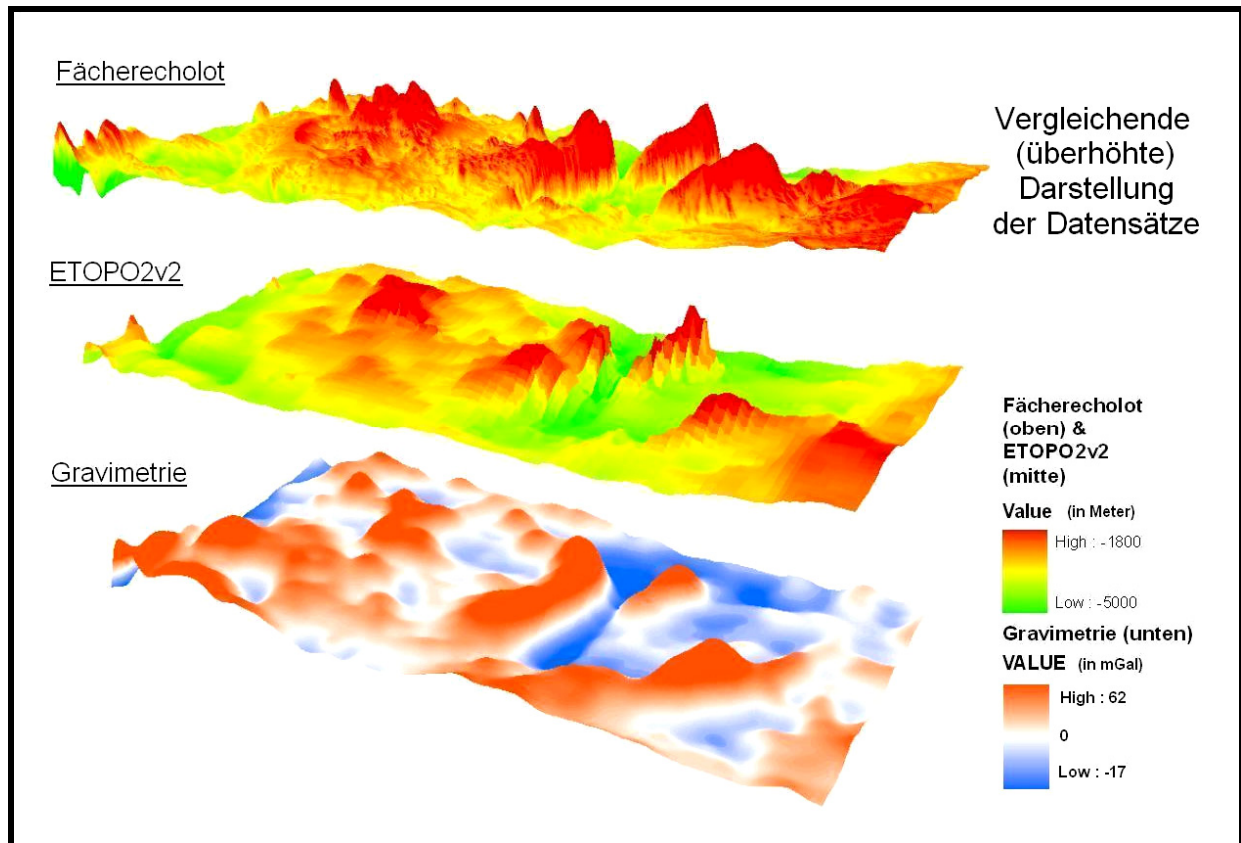 Fächerecholot
Vergleichende
(überhöhte)
Darstellung
der Datensätze
ETOPO2v2
Gravimetrie
Fächerecholot
(oben) &
ETOPO2v2
(mitte)
Value (in Meter)
High : -1800
Low : -5000
Gravimetrie (unten)
VALUE (in mGal)
High : 62
0
Low : -17